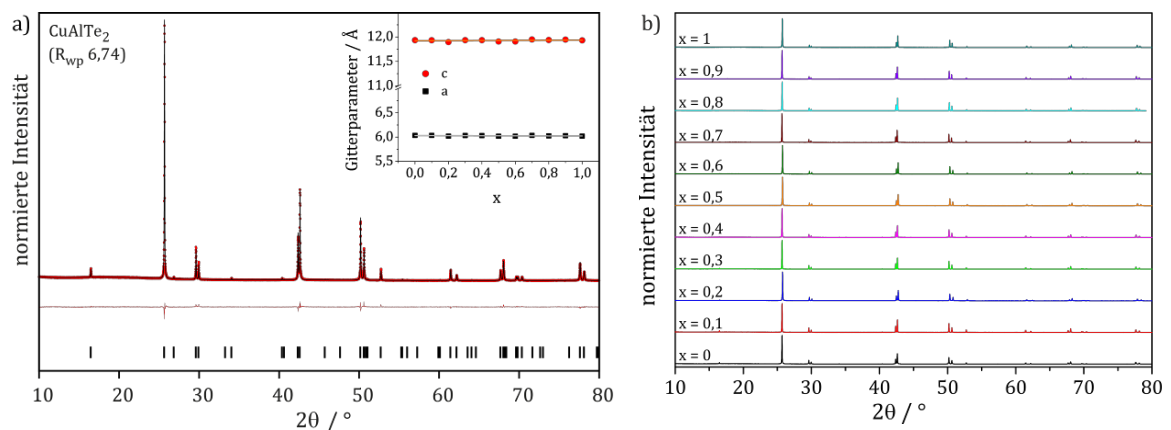 a)
CuAlTe₂
(Rwp 6,74)
normierte Intensität
10 20 30 40 50 60 70 80
2θ / °
Gitterparameter / Å
12,0
11,5
11,0
6,5
6,0
5,5
c
a
0,0 0,2 0,4 0,6 0,8 1,0
x
b)
normierte Intensität
x = 1
x = 0,9
x = 0,8
x = 0,7
x = 0,6
x = 0,5
x = 0,4
x = 0,3
x = 0,2
x = 0,1
x = 0
10 20 30 40 50 60 70 80
2θ / °